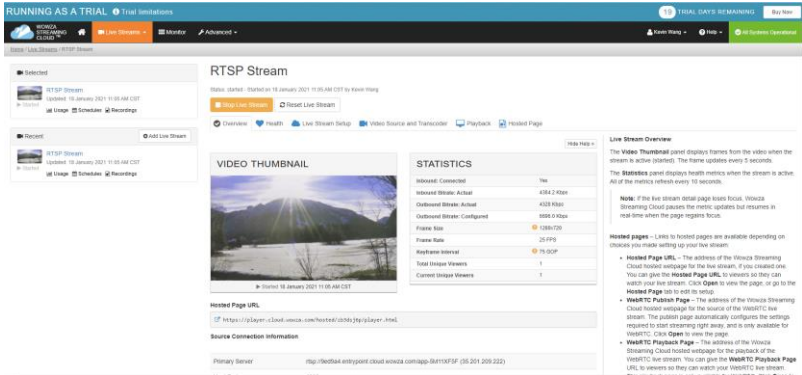 RUNNING AS A TRIAL Trial limitations
19 TRIAL DAYS REMAINING Buy Now
WOWZA STREAMING CLOUD™ Live Streams Monitor Advanced
Kevin Wang Help All Systems Operational
Home / Live Streams / RTSP Stream
Selected
RTSP Stream
Updated: 18 January 2021 11:05 AM CST
Started
Usage Schedules Recordings
Recent
Add Live Stream
RTSP Stream
Updated: 18 January 2021 11:05 AM CST
Started
Usage Schedules Recordings
RTSP Stream
Status: started - Started on 18 January 2021 11:05 AM CST by Kevin Wang
Stop Live Stream Reset Live Stream
Overview Health Live Stream Setup Video Source and Transcoder Playback Hosted Page
Hide Help »
VIDEO THUMBNAIL
Started 18 January 2021 11:05 AM CST
STATISTICS
Inbound: Connected Yes
Inbound Bitrate: Actual 4384.2 Kbps
Outbound Bitrate: Actual 4328 Kbps
Outbound Bitrate: Configured
Frame Size 1280x720
Frame Rate 25 FPS
Keyframe Interval 75 GOP
Total Unique Viewers 1
Current Unique Viewers 1
Hosted Page URL
Source Connection Information
Primary Server
Live Stream Overview
The Video Thumbnail panel displays frames from the video when the
stream is active (started). The frame updates every 5 seconds.
The Statistics panel displays health metrics when the stream is active.
All of the metrics refresh every 10 seconds.
Note: If the live stream detail page loses focus, Wowza
Streaming Cloud pauses the metric updates but resumes in
real-time when the page regains focus.
Hosted pages – Links to hosted pages are available depending on
choices you made setting up your live stream:
Hosted Page URL – The address of the Wowza Streaming
Cloud hosted webpage for the live stream, if you created one.
You can give the Hosted Page URL to viewers so they can
watch your live stream. Click Open to view the page, or go to the
Hosted Page tab to edit its setup.
WebRTC Publish Page – The address of the Wowza Streaming
Cloud hosted webpage for the source of the WebRTC live
stream. The publish page automatically configures the settings
required to start streaming right away, and is only available for
WebRTC. Click Open to view the page.
WebRTC Playback Page – The address of the Wowza
Streaming Cloud hosted webpage for the playback of the
WebRTC live stream. You can give the WebRTC Playback Page
URL to viewers so they can watch your WebRTC live stream.